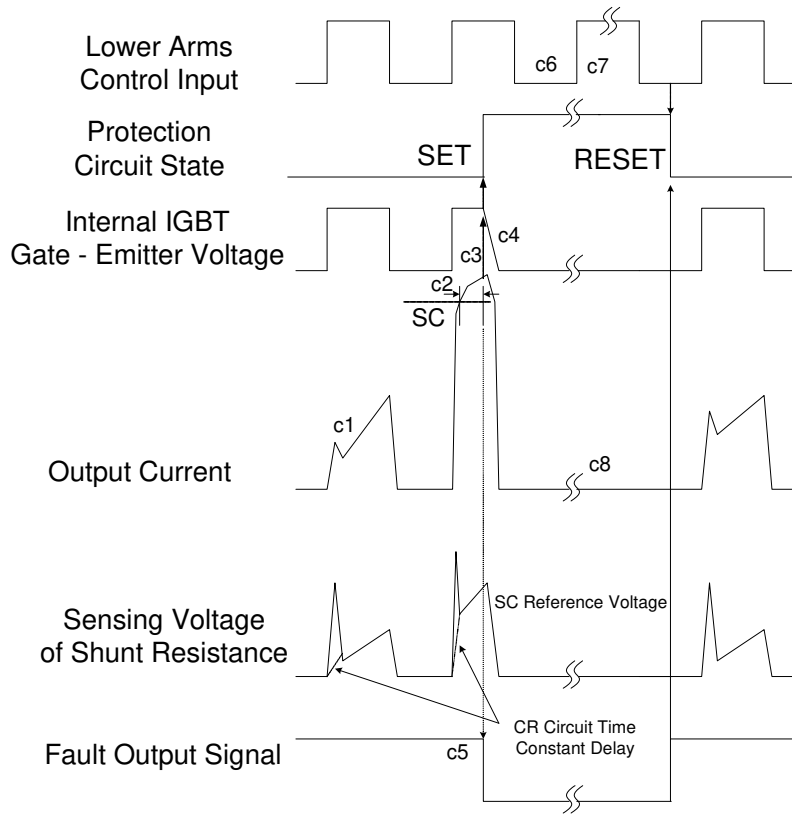 Lower Arms
Control Input
c6
c7
Protection
Circuit State
SET
RESET
Internal IGBT
Gate - Emitter Voltage
c4
c3
c2
SC
c1
Output Current
c8
SC Reference Voltage
Sensing Voltage
of Shunt Resistance
CR Circuit Time
Constant Delay
Fault Output Signal
c5